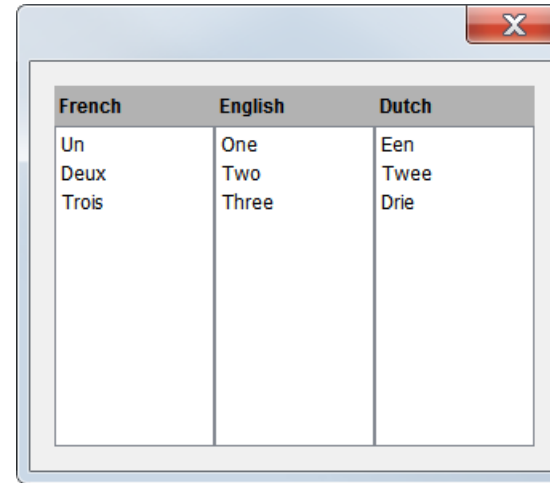 French English Dutch
Un One Een
Deux Two Twee
Trois Three Drie